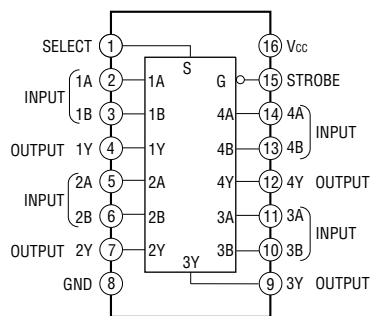 SELECT 1 S 16 Vcc
1A 2 1A G 15 STROBE
INPUT
1B 3 1B 4A 14 4A
INPUT
OUTPUT 1Y 4 1Y 4B 13 4B
2A 5 2A 4Y 12 4Y OUTPUT
INPUT
2B 6 2B 3A 11 3A
INPUT
OUTPUT 2Y 7 2Y 3B 10 3B
GND 8 3Y 9 3Y OUTPUT